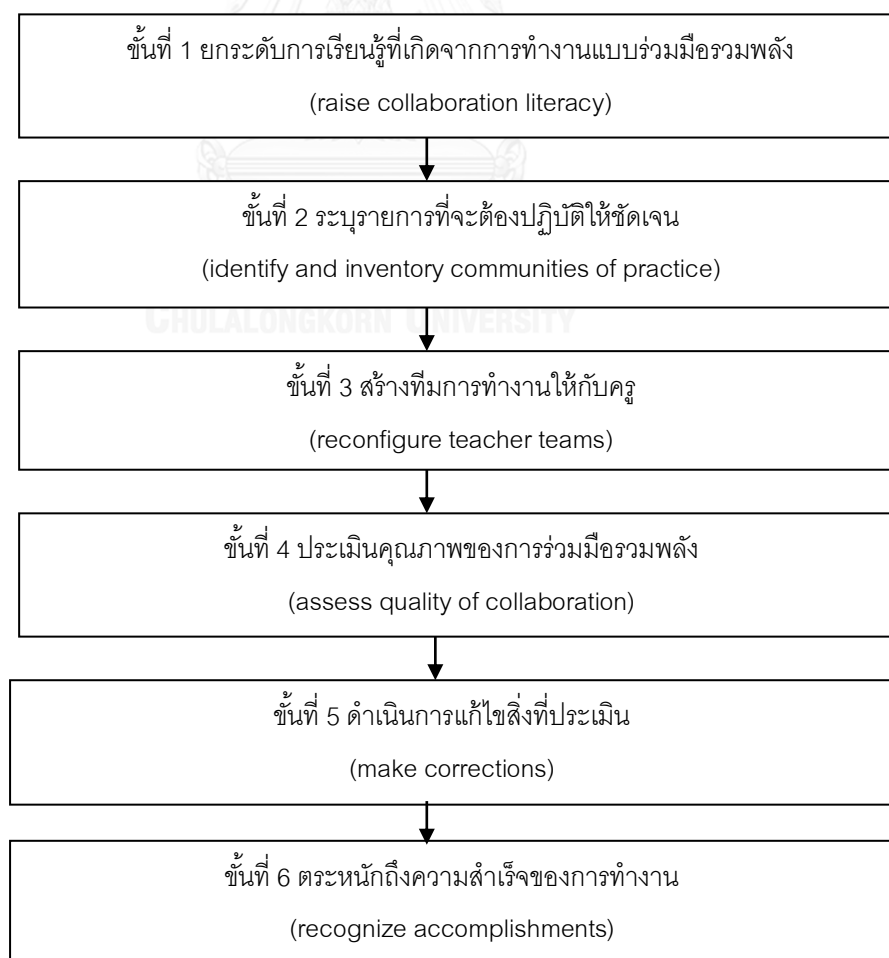 ขั้นที่ 1 ยกระดับการเรียนรู้ที่เกิดจากการทำงานแบบร่วมมือรวมพลัง
(raise collaboration literacy)
ขั้นที่ 2 ระบุรายการที่จะต้องปฏิบัติให้ชัดเจน
(identify and inventory communities of practice)
CHULALONGKORN UNIVERSITY
ขั้นที่ 3 สร้างทีมการทำงานให้กับครู
(reconfigure teacher teams)
ขั้นที่ 4 ประเมินคุณภาพของการร่วมมือรวมพลัง
(assess quality of collaboration)
ขั้นที่ 5 ดำเนินการแก้ไขสิ่งที่ประเมิน
(make corrections)
ขั้นที่ 6 ตระหนักถึงความสำเร็จของการทำงาน
(recognize accomplishments)